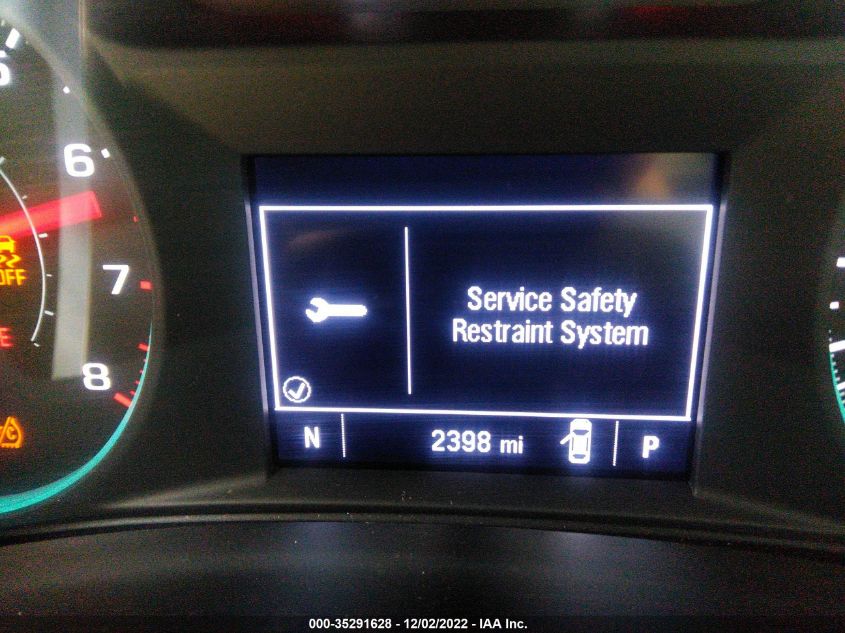 6
7
8
OFF
Service Safety
Restraint System
N
2398 mi
P
000-35291628 - 12/02/2022 - IAA Inc.